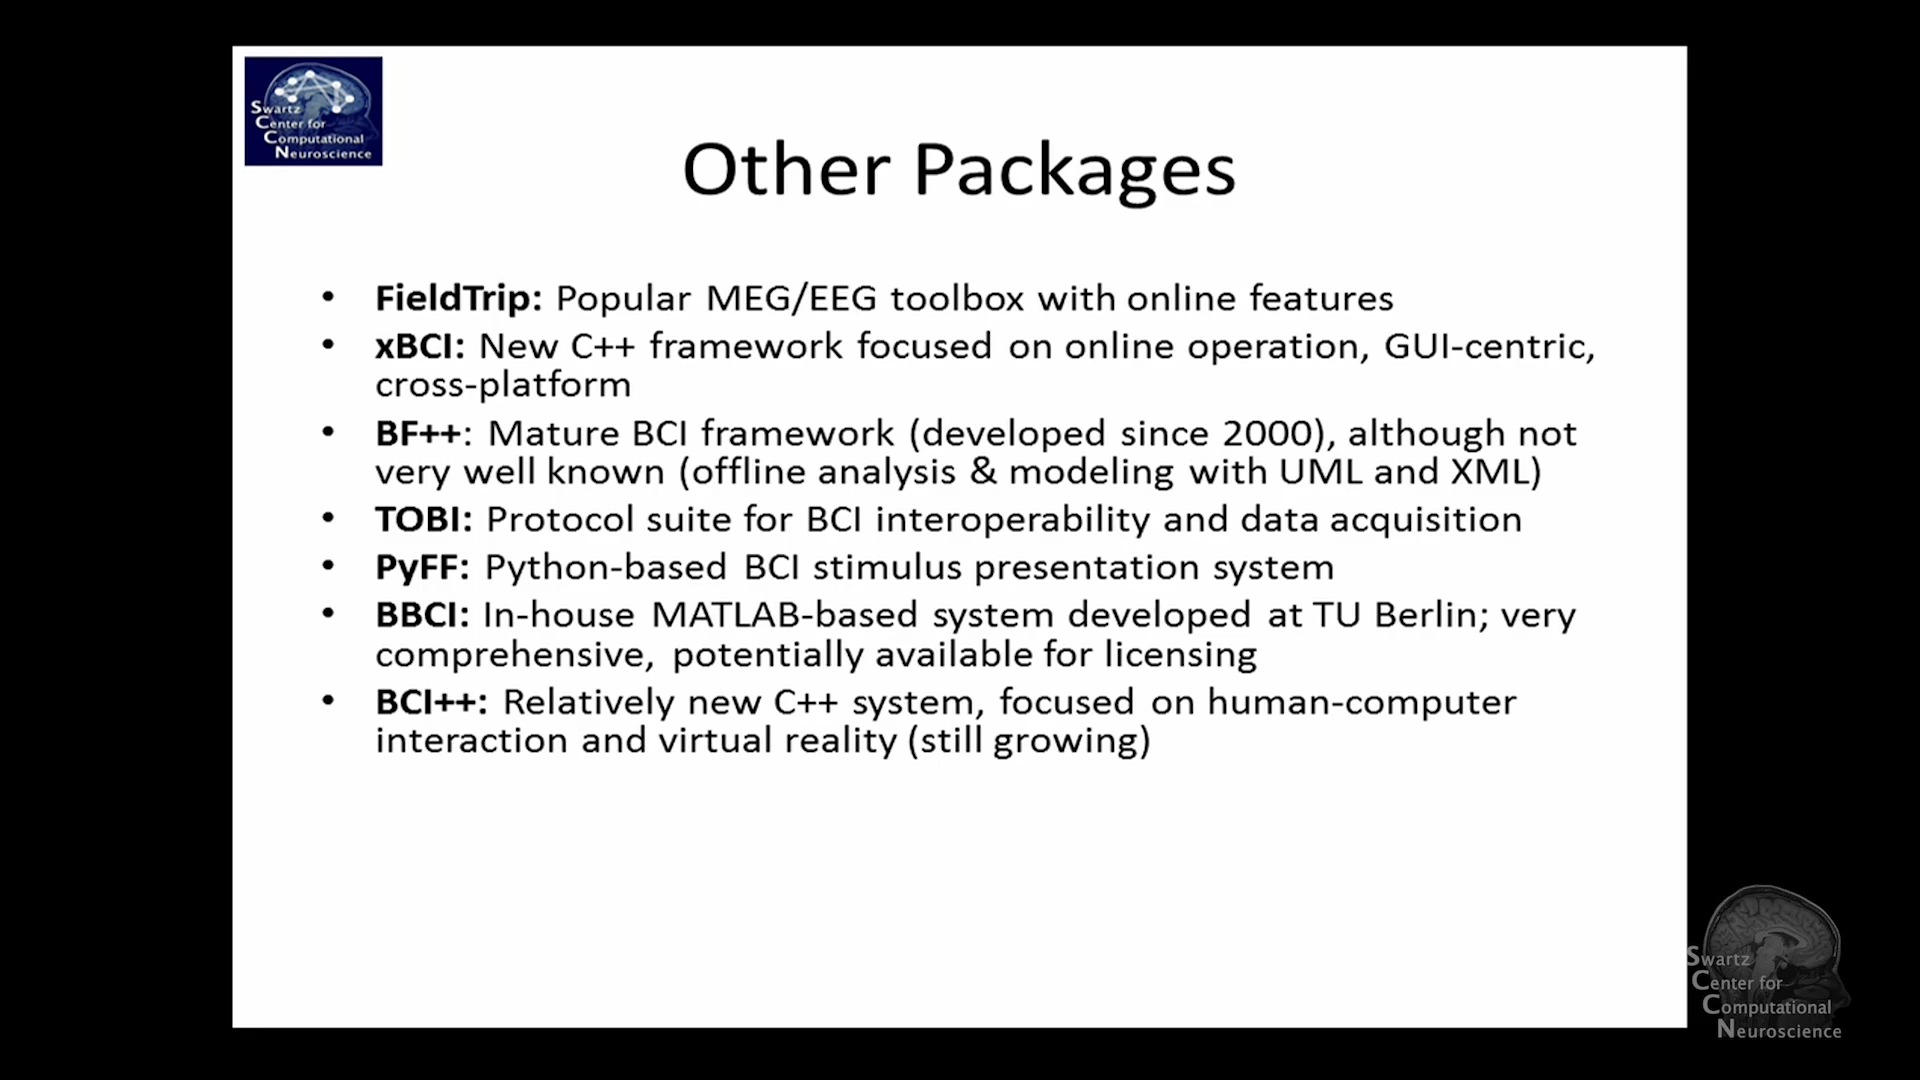 Swartz
Center for
Computational
Neuroscience
Other Packages
• FieldTrip: Popular MEG/EEG toolbox with online features
• xBCI: New C++ framework focused on online operation, GUI-centric,
cross-platform
• BF++: Mature BCI framework (developed since 2000), although not
very well known (offline analysis & modeling with UML and XML)
• TOBI: Protocol suite for BCI interoperability and data acquisition
• PyFF: Python-based BCI stimulus presentation system
• BBCI: In-house MATLAB-based system developed at TU Berlin; very
comprehensive, potentially available for licensing
• BCI++: Relatively new C++ system, focused on human-computer
interaction and virtual reality (still growing)
Swartz
Center for
Computational
Neuroscience